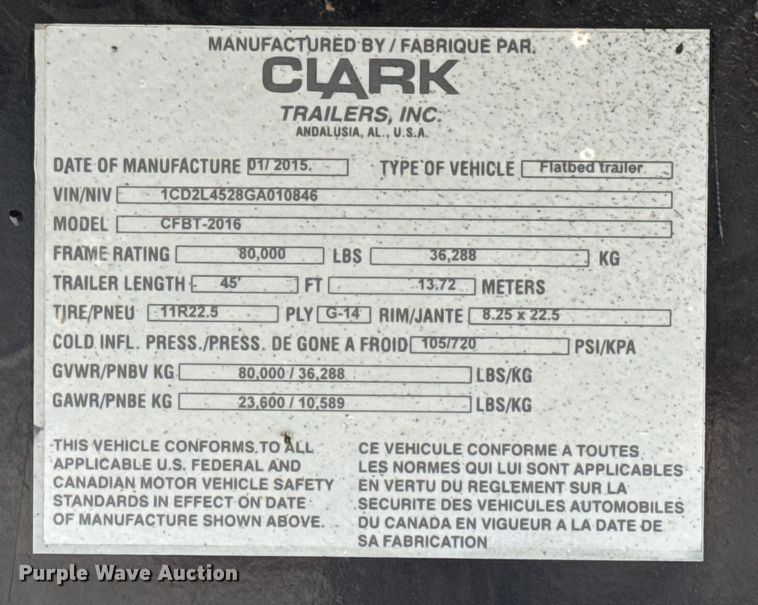 MANUFACTURED BY / FABRIQUE PAR.
CLARK
TRAILERS, INC.
ANDALUSIA, AL., U.S.A.
DATE OF MANUFACTURE 01/ 2015. TYPE OF VEHICLE Flatbed trailer
VIN/NIV 1CD2L4528GA010846
MODEL CFBT-2016
FRAME RATING 80,000 LBS 36,288 KG
TRAILER LENGTH 45' FT 13.72 METERS
TIRE/PNEU 11R22.5 PLY G-14 RIM/JANTE 8.25 x 22.5
COLD INFL. PRESS./PRESS. DE GONE A FROID 105/720 PSI/KPA
GVWR/PNBV KG 80,000 / 36,288 LBS/KG
GAWR/PNBE KG 23,600 / 10,589 LBS/KG
THIS VEHICLE CONFORMS TO ALL
APPLICABLE U.S. FEDERAL AND
CANADIAN MOTOR VEHICLE SAFETY
STANDARDS IN EFFECT ON DATE
OF MANUFACTURE SHOWN ABOVE.
CE VEHICULE CONFORME A TOUTES
LES NORMES QUI LUI SONT APPLICABLES
EN VERTU DU REGLEMENT SUR LA
SECURITE DES VEHICULES AUTOMOBILES
DU CANADA EN VIGUEUR A LA DATE DE
SA FABRICATION
Purple Wave Auction